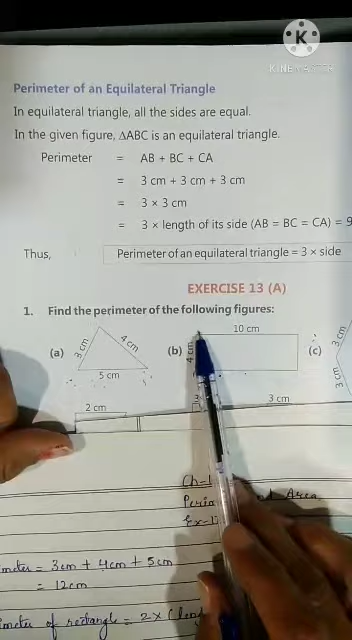 K
KINEMASTER
Perimeter of an Equilateral Triangle
In equilateral triangle, all the sides are equal.
In the given figure, ΔABC is an equilateral triangle.
Perimeter = AB + BC + CA
= 3 cm + 3 cm + 3 cm
= 3 × 3 cm
= 3 × length of its side (AB = BC = CA) = 9
Thus, Perimeter of an equilateral triangle = 3 × side
EXERCISE 13 (A)
1. Find the perimeter of the following figures:
(a) 3 cm 4 cm 5 cm
(b) 4 cm 10 cm
(c) 3 cm 3 cm
2 cm 3 3 cm
Ch-1
Area
Ex-1
= 3cm + 4cm + 5cm
= 12cm
of rectangle = 2×(